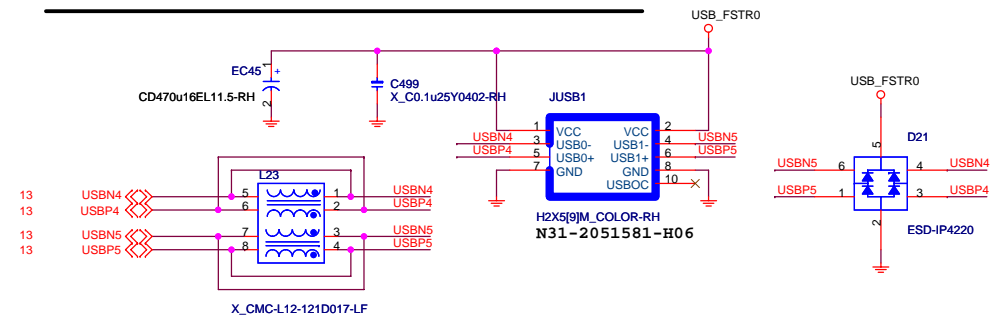 USB_FSTR0
EC45
1
+
2
CD470u16EL11.5-RH
C499
X_C0.1u25Y0402-RH
JUSB1
USBN4
USBP4
1
3
5
7
VCC
USB0-
USB0+
GND
VCC
USB1-
USB1+
GND
USBOC
2
4
6
8
10
USBN5
USBP5
H2X5[9]M_COLOR-RH
N31-2051581-H06
L23
13 USBN4 5 1 USBN4
13 USBP4 6 2 USBP4
13 USBN5 7 3 USBN5
13 USBP5 8 4 USBP5
X_CMC-L12-121D017-LF
USB_FSTR0
D21
5
USBN5 6 4 USBN4
USBP5 1 3 USBP4
2
ESD-IP4220